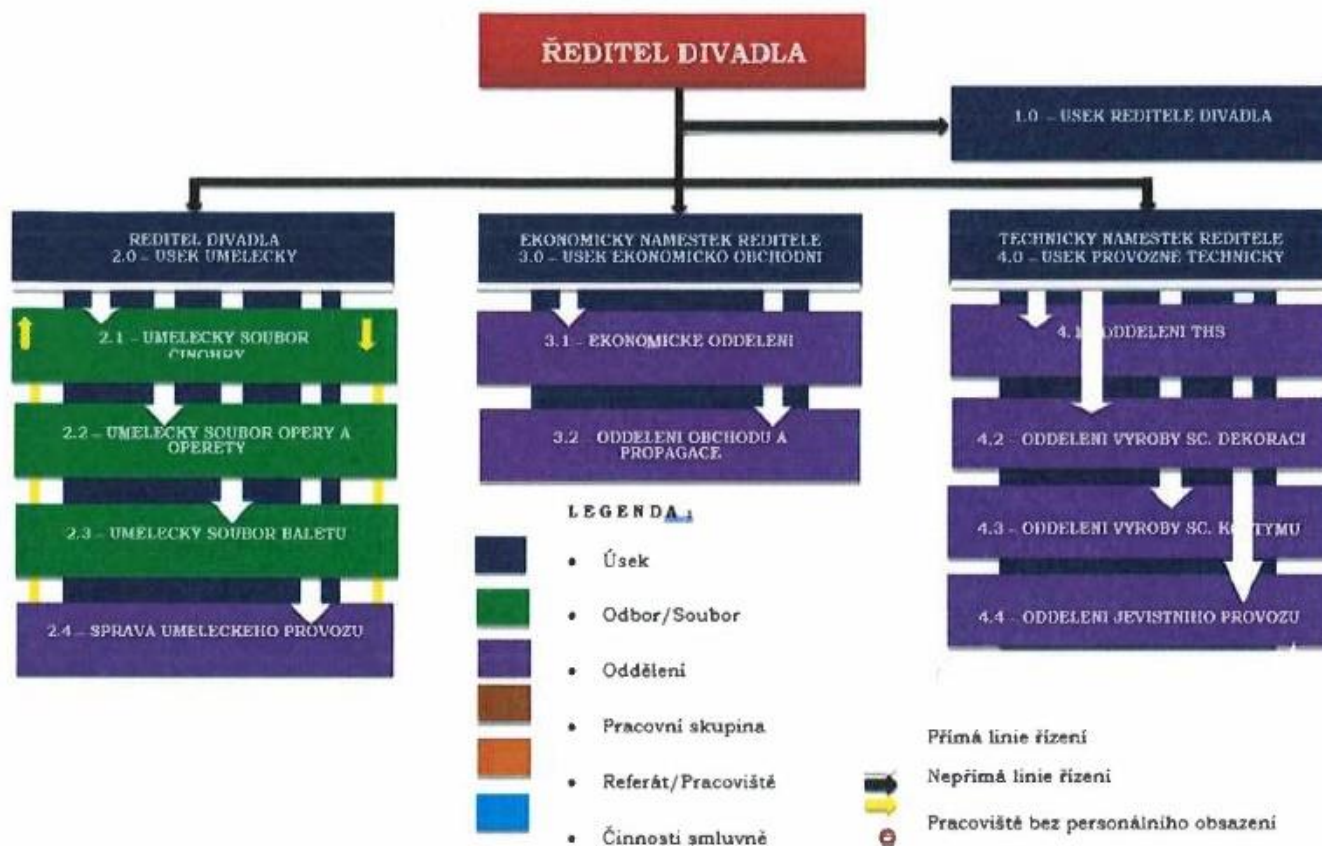 ŘEDITEL DIVADLA
1.0 – USEK REDITELE DIVADLA
REDITEL DIVADLA
2.0 – USEK UMELECKY
EKONOMICKY NAMESTEK REDITELE
3.0 – USEK EKONOMICKO OBCHODNI
TECHNICKY NAMESTEK REDITELE
4.0 – USEK PROVOZNE TECHNICKY
2.1 – UMELECKY SOUBOR
ČINOHRY
2.2 – UMELECKY SOUBOR OPERY A
OPERETY
2.3 – UMELECKY SOUBOR BALETU
2.4 – SPRAVA UMELECKEHO PROVOZU
3.1 – EKONOMICKE ODDELENI
3.2 – ODDELENI OBCHODU A
PROPAGACE
4.1 ODDELENI THS
4.2 – ODDELENI VYROBY SC. DEKORACI
4.3 – ODDELENI VYROBY SC.
4.4 – ODDELENI JEVISTNIHO PROVOZU
LEGENDA :
• Úsek
• Odbor/Soubor
• Oddělení
• Pracovní skupina
• Referát/Pracoviště
• Činnosti smluvně
Přímá linie řízení
Nepřímá linie řízení
Pracoviště bez personálního obsazení